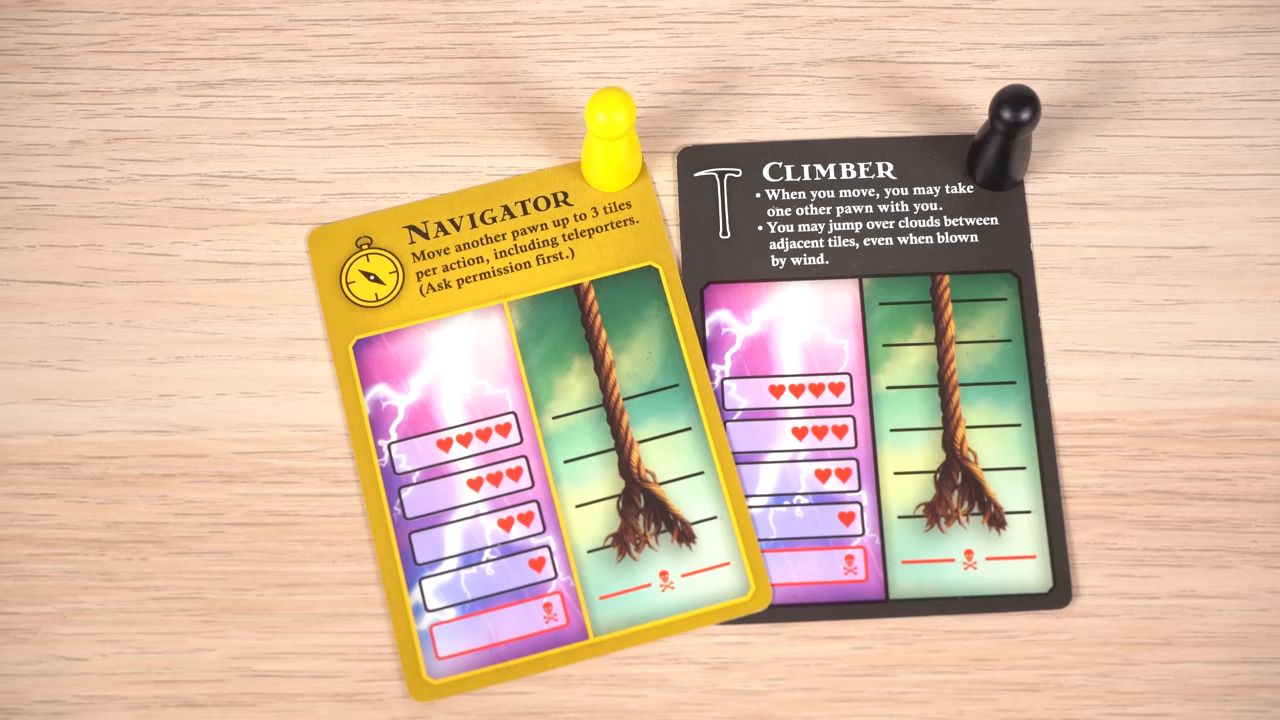 NAVIGATOR
Move another pawn up to 3 tiles
per action, including teleporters.
(Ask permission first.)
CLIMBER
• When you move, you may take
one other pawn with you.
• You may jump over clouds between
adjacent tiles, even when blown
by wind.